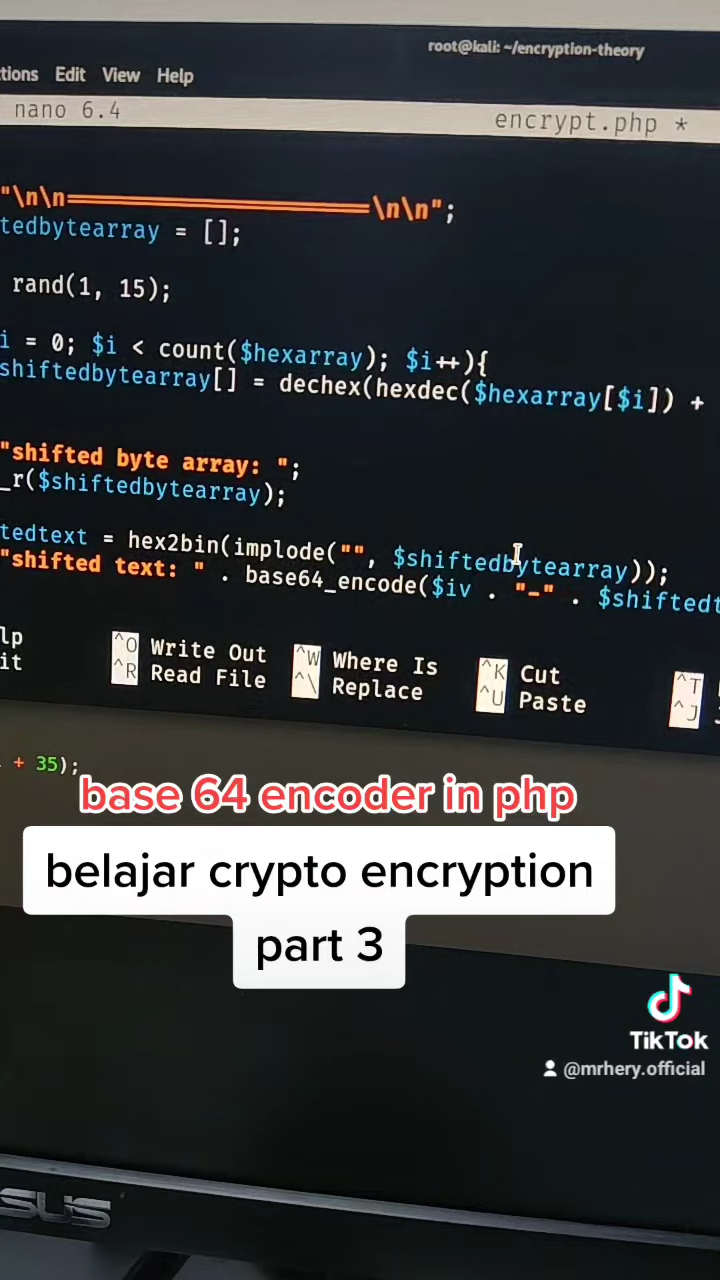 root@kali: ~/encryption-theory
tions Edit View Help
nano 6.4 encrypt.php *
"\n\n==============================\n\n";
tedbytearray = [];
rand(1, 15);
i = 0; $i < count($hexarray); $i++){
shiftedbytearray[] = dechex(hexdec($hexarray[$i]) +
"shifted byte array: ";
_r($shiftedbytearray);
tedtext = hex2bin(implode("", $shiftedbytearray));
"shifted text: " . base64_encode($iv . "-" . $shiftedt
lp ^O Write Out ^W Where Is ^K Cut ^T
it ^R Read File ^\ Replace ^U Paste ^J
+ 35);
base 64 encoder in php
belajar crypto encryption
part 3
TikTok
@mrhery.official
ASUS